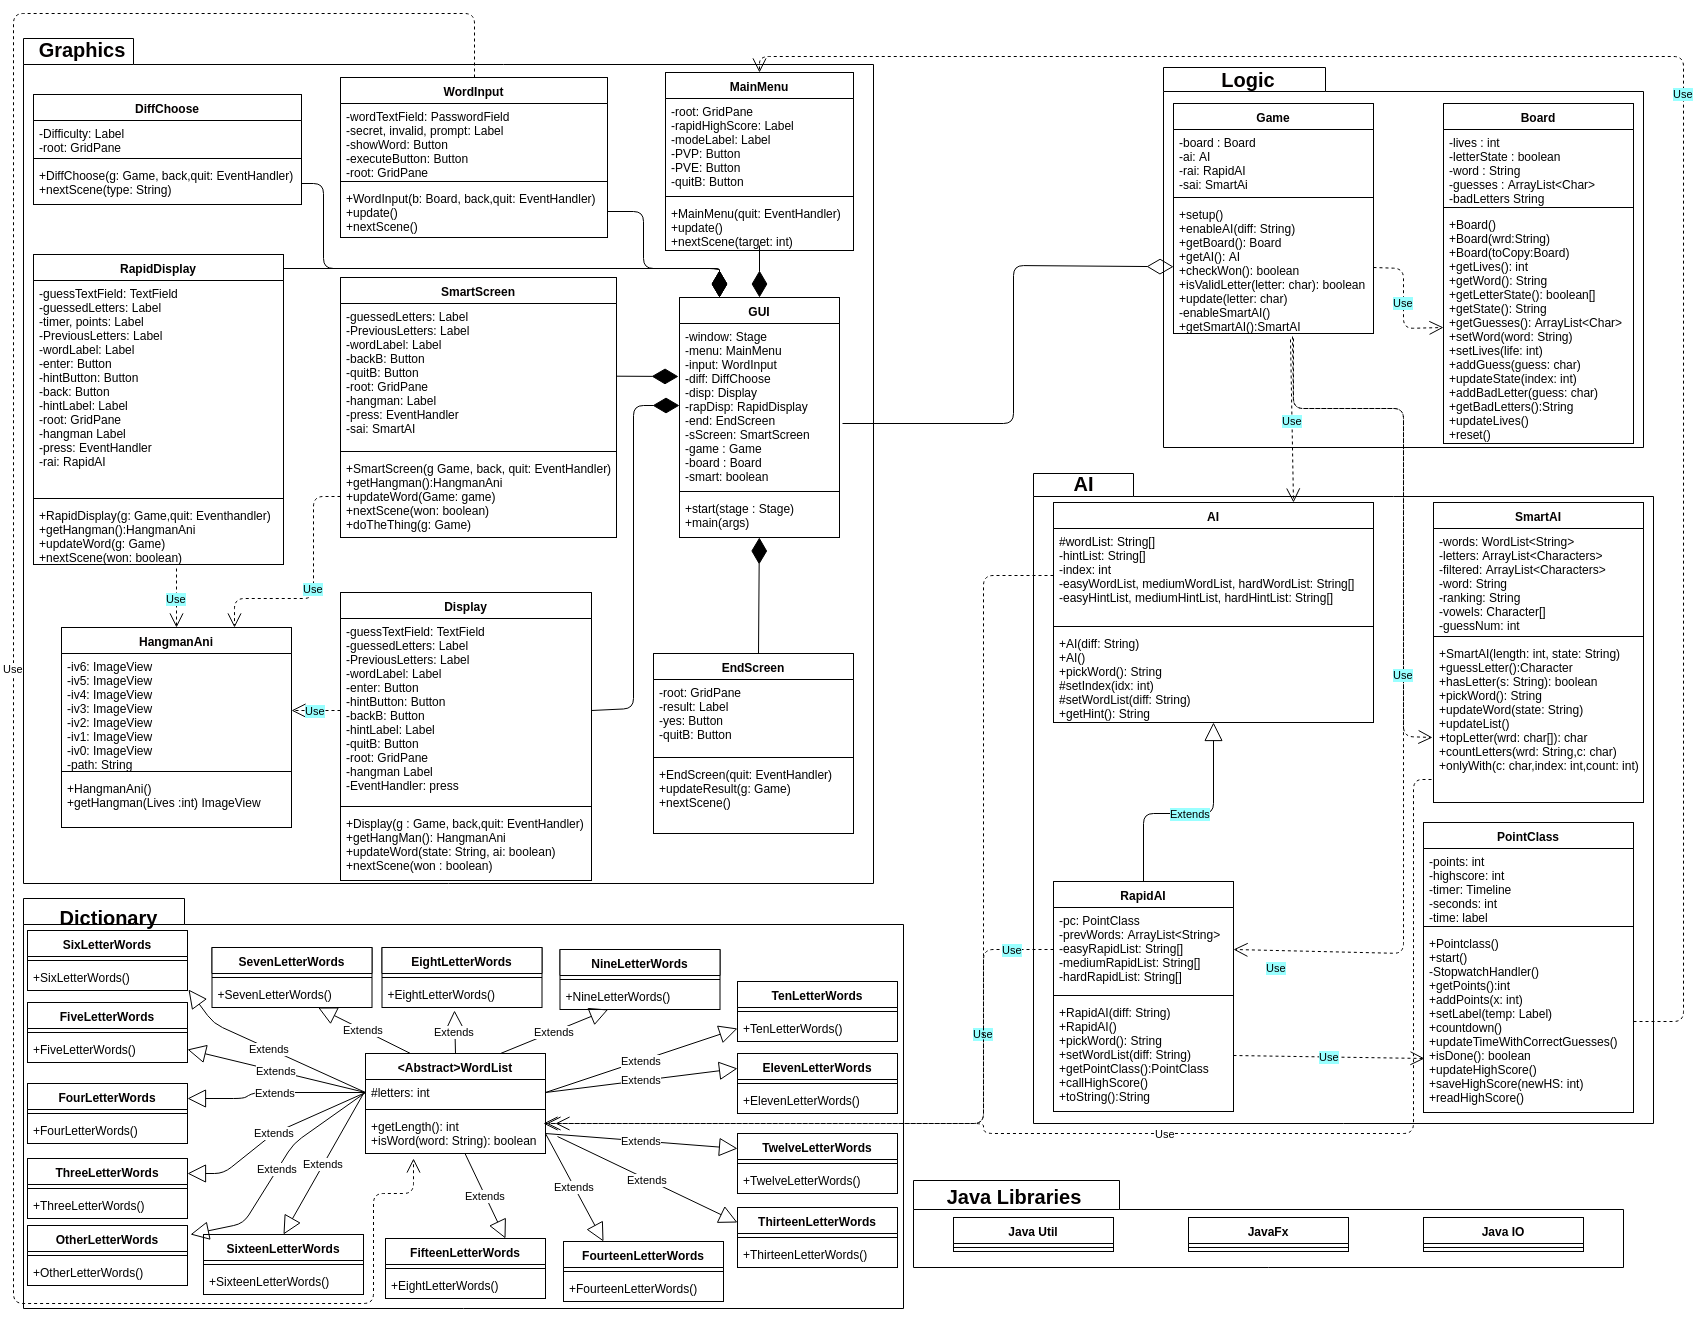 Graphics
DiffChoose
-Difficulty: Label
-root: GridPane
+DiffChoose(g: Game, back,quit: EventHandler)
+nextScene(type: String)
WordInput
-wordTextField: PasswordField
-secret, invalid, prompt: Label
-showWord: Button
-executeButton: Button
-root: GridPane
+WordInput(b: Board, back,quit: EventHandler)
+update()
+nextScene()
MainMenu
-root: GridPane
-rapidHighScore: Label
-modeLabel: Label
-PVP: Button
-PVE: Button
-quitB: Button
+MainMenu(quit: EventHandler)
+update()
+nextScene(target: int)
RapidDisplay
-guessTextField: TextField
-guessedLetters: Label
-timer, points: Label
-PreviousLetters: Label
-wordLabel: Label
-enter: Button
-hintButton: Button
-back: Button
-hintLabel: Label
-root: GridPane
-hangman Label
-press: EventHandler
-rai: RapidAI
+RapidDisplay(g: Game,quit: Eventhandler)
+getHangman():HangmanAni
+updateWord(g: Game)
+nextScene(won: boolean)
SmartScreen
-guessedLetters: Label
-PreviousLetters: Label
-wordLabel: Label
-backB: Button
-quitB: Button
-root: GridPane
-hangman: Label
-press: EventHandler
-sai: SmartAI
+SmartScreen(g Game, back, quit: EventHandler)
+getHangman():HangmanAni
+updateWord(Game: game)
+nextScene(won: boolean)
+doTheThing(g: Game)
GUI
-window: Stage
-menu: MainMenu
-input: WordInput
-diff: DiffChoose
-disp: Display
-rapDisp: RapidDisplay
-end: EndScreen
-sScreen: SmartScreen
-game : Game
-board : Board
-smart: boolean
+start(stage : Stage)
+main(args)
Use
Use
HangmanAni
-iv6: ImageView
-iv5: ImageView
-iv4: ImageView
-iv3: ImageView
-iv2: ImageView
-iv1: ImageView
-iv0: ImageView
-path: String
+HangmanAni()
+getHangman(Lives :int) ImageView
Use
Use
Display
-guessTextField: TextField
-guessedLetters: Label
-PreviousLetters: Label
-wordLabel: Label
-enter: Button
-hintButton: Button
-backB: Button
-hintLabel: Label
-quitB: Button
-root: GridPane
-hangman Label
-EventHandler: press
+Display(g : Game, back,quit: EventHandler)
+getHangMan(): HangmanAni
+updateWord(state: String, ai: boolean)
+nextScene(won : boolean)
EndScreen
-root: GridPane
-result: Label
-yes: Button
-quitB: Button
+EndScreen(quit: EventHandler)
+updateResult(g: Game)
+nextScene()
Logic
Game
-board : Board
-ai: AI
-rai: RapidAI
-sai: SmartAi
+setup()
+enableAI(diff: String)
+getBoard(): Board
+getAI(): AI
+checkWon(): boolean
+isValidLetter(letter: char): boolean
+update(letter: char)
-enableSmartAI()
+getSmartAI():SmartAI
Use
Board
-lives : int
-letterState : boolean
-word : String
-guesses : ArrayList<Char>
-badLetters String
+Board()
+Board(wrd:String)
+Board(toCopy:Board)
+getLives(): int
+getWord(): String
+getLetterState(): boolean[]
+getState(): String
+getGuesses(): ArrayList<Char>
+setWord(word: String)
+setLives(life: int)
+addGuess(guess: char)
+updateState(index: int)
+addBadLetter(guess: char)
+getBadLetters():String
+updateLives()
+reset()
Use
Use
AI
AI
#wordList: String[]
-hintList: String[]
-index: int
-easyWordList, mediumWordList, hardWordList: String[]
-easyHintList, mediumHintList, hardHintList: String[]
+AI(diff: String)
+AI()
+pickWord(): String
#setIndex(idx: int)
#setWordList(diff: String)
+getHint(): String
Use
SmartAI
-words: WordList<String>
-letters: ArrayList<Characters>
-filtered: ArrayList<Characters>
-word: String
-ranking: String
-vowels: Character[]
-guessNum: int
+SmartAI(length: int, state: String)
+guessLetter():Character
+hasLetter(s: String): boolean
+pickWord(): String
+updateWord(state: String)
+updateList()
+topLetter(wrd: char[]): char
+countLetters(wrd: String,c: char)
+onlyWith(c: char,index: int,count: int)
Extends
RapidAI
-pc: PointClass
-prevWords: ArrayList<String>
-easyRapidList: String[]
-mediumRapidList: String[]
-hardRapidList: String[]
+RapidAI(diff: String)
+RapidAI()
+pickWord(): String
+setWordList(diff: String)
+getPointClass():PointClass
+callHighScore()
+toString():String
Use
Use
Use
Use
Use
PointClass
-points: int
-highscore: int
-timer: Timeline
-seconds: int
-time: label
+Pointclass()
+start()
-StopwatchHandler()
+getPoints():int
+addPoints(x: int)
+setLabel(temp: Label)
+countdown()
+updateTimeWithCorrectGuesses()
+isDone(): boolean
+updateHighScore()
+saveHighScore(newHS: int)
+readHighScore()
Dictionary
SixLetterWords
+SixLetterWords()
SevenLetterWords
+SevenLetterWords()
EightLetterWords
+EightLetterWords()
NineLetterWords
+NineLetterWords()
TenLetterWords
+TenLetterWords()
FiveLetterWords
+FiveLetterWords()
Extends
Extends
Extends
Extends
Extends
Extends
Extends
Extends
<Abstract>WordList
#letters: int
+getLength(): int
+isWord(word: String): boolean
ElevenLetterWords
+ElevenLetterWords()
FourLetterWords
+FourLetterWords()
Extends
Extends
Extends
Extends
Extends
Extends
Extends
TwelveLetterWords
+TwelveLetterWords()
ThreeLetterWords
+ThreeLetterWords()
ThirteenLetterWords
+ThirteenLetterWords()
OtherLetterWords
+OtherLetterWords()
SixteenLetterWords
+SixteenLetterWords()
FifteenLetterWords
+EightLetterWords()
FourteenLetterWords
+FourteenLetterWords()
Java Libraries
Java Util
JavaFx
Java IO